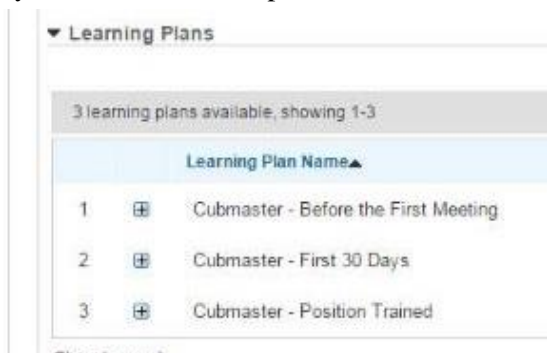 Learning Plans
3 learning plans available, showing 1-3
Learning Plan Name
1 Cubmaster - Before the First Meeting
2 Cubmaster - First 30 Days
3 Cubmaster - Position Trained